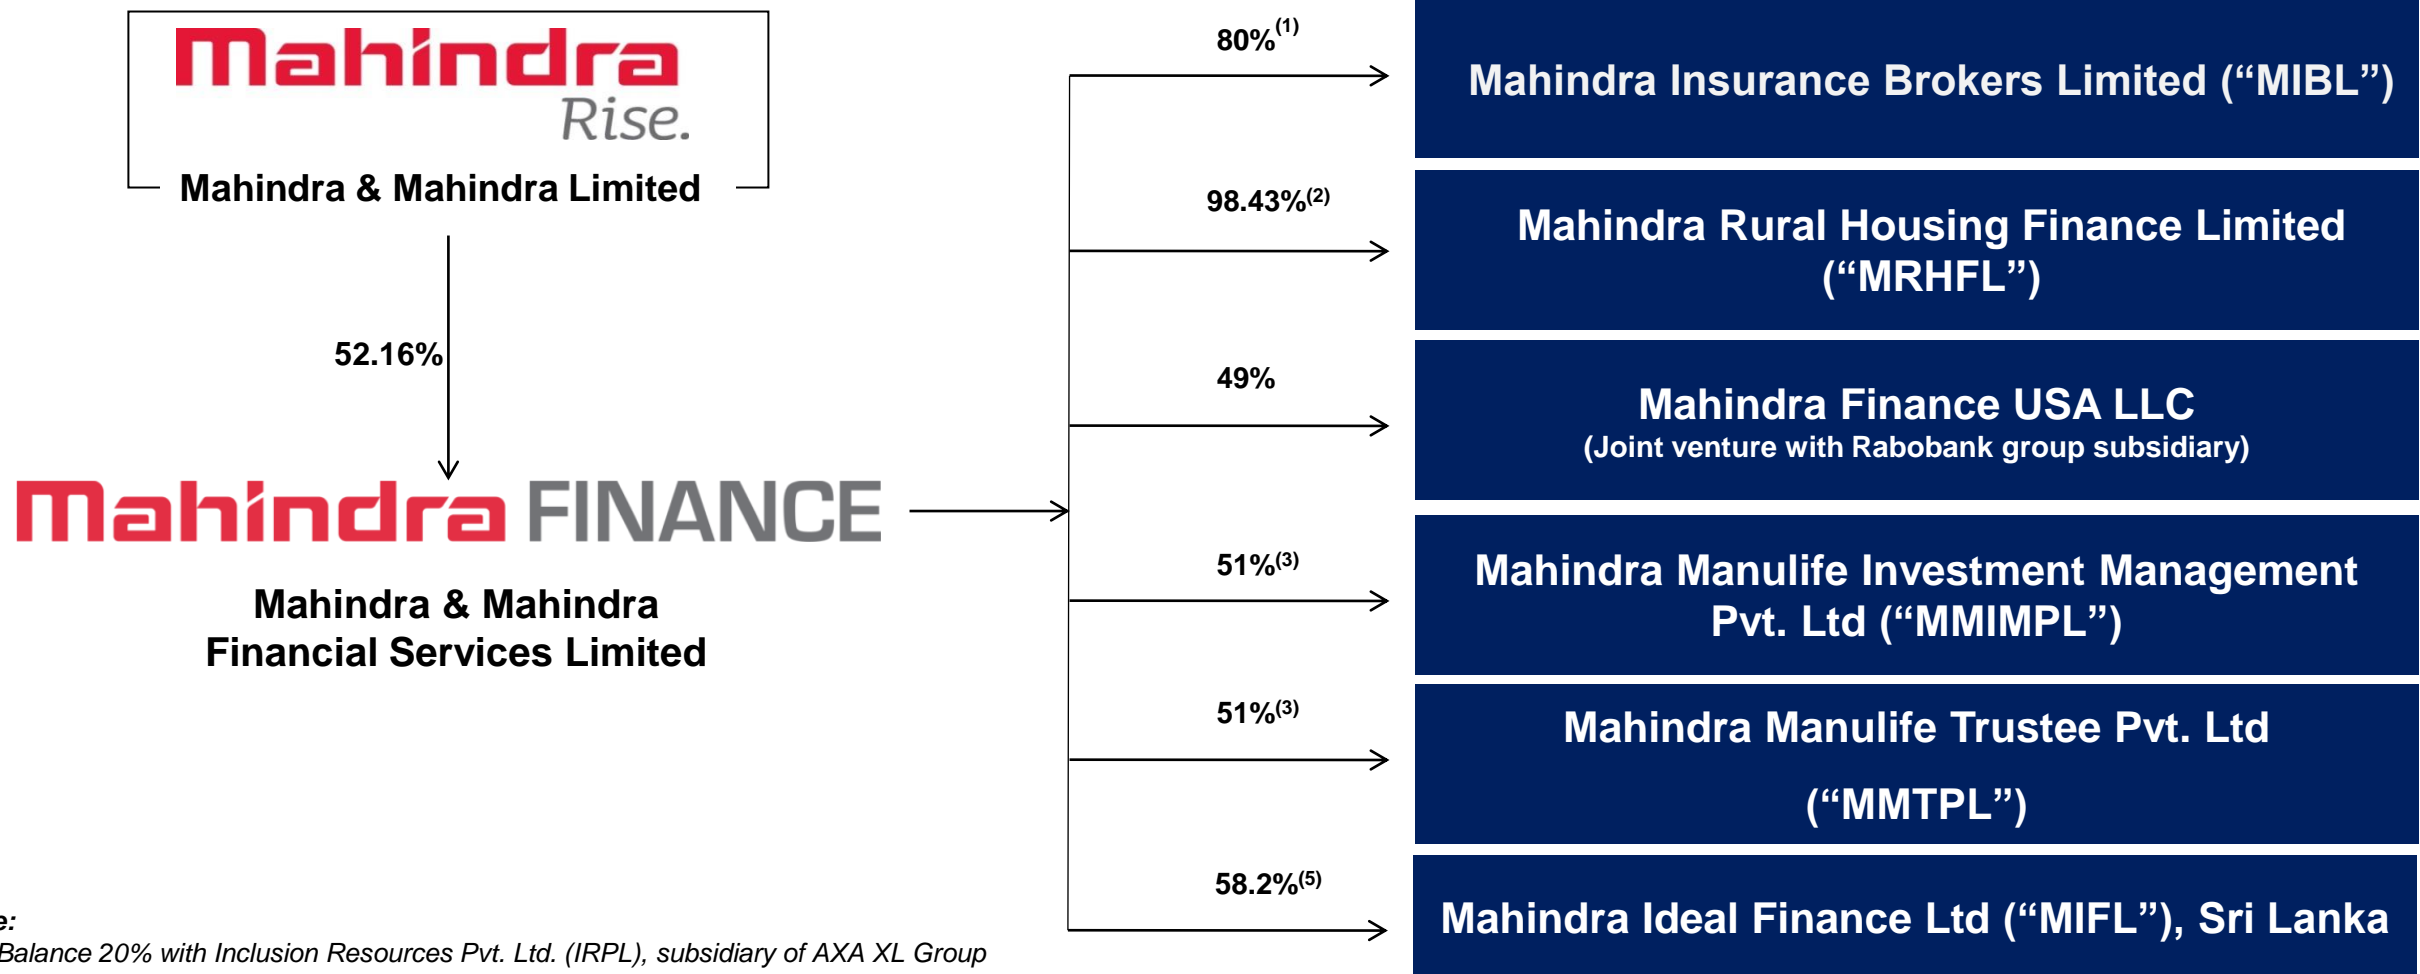 Mahindra
Rise.
Mahindra & Mahindra Limited
52.16%
Mahindra FINANCE
Mahindra & Mahindra
Financial Services Limited
80%(1)
Mahindra Insurance Brokers Limited (“MIBL”)
98.43%(2)
Mahindra Rural Housing Finance Limited
(“MRHFL”)
49%
Mahindra Finance USA LLC
(Joint venture with Rabobank group subsidiary)
51%(3)
Mahindra Manulife Investment Management
Pvt. Ltd (“MMIMPL”)
51%(3)
Mahindra Manulife Trustee Pvt. Ltd
(“MMTPL”)
58.2%(5)
Mahindra Ideal Finance Ltd (“MIFL”), Sri Lanka
e:
Balance 20% with Inclusion Resources Pvt. Ltd. (IRPL), subsidiary of AXA XL Group